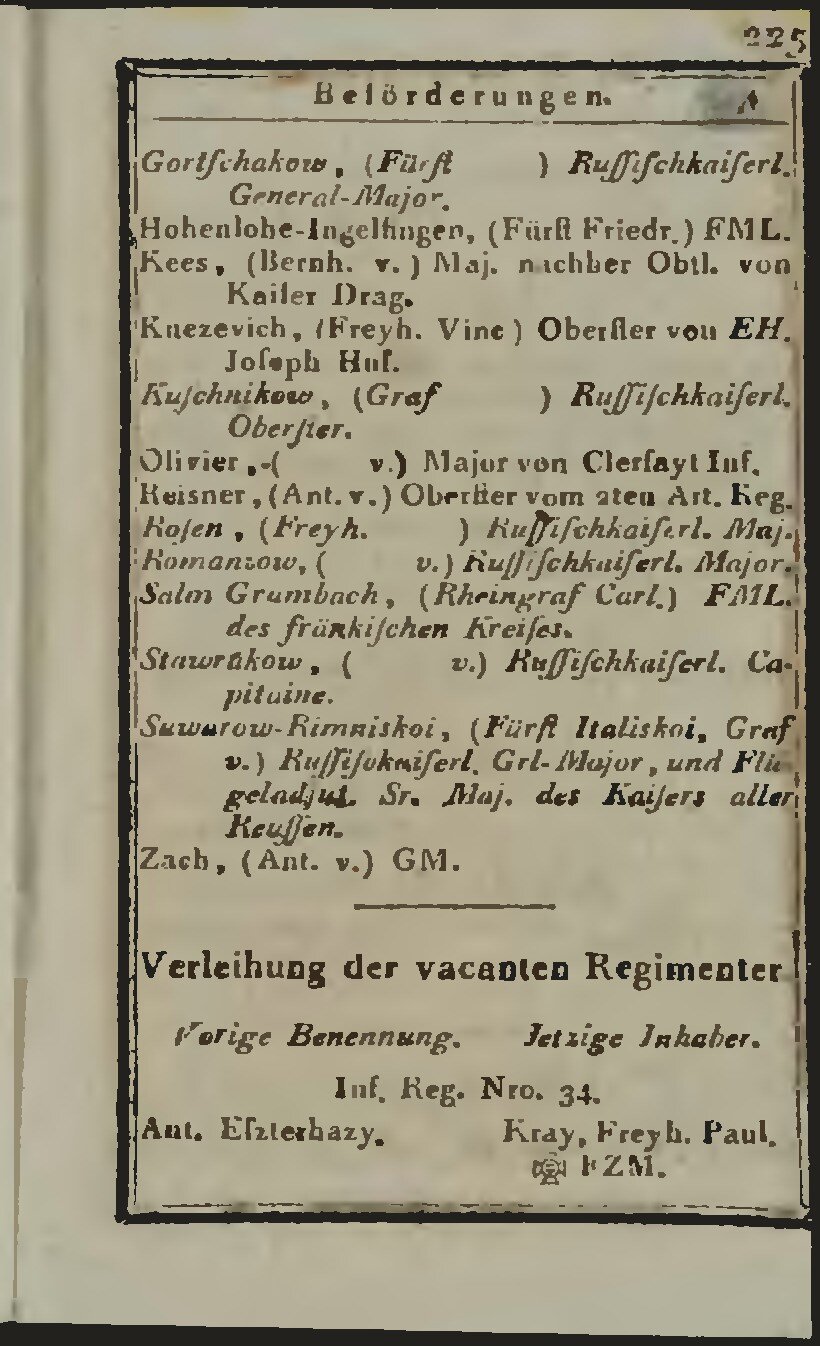 225
Beförderungen.
Gortſchakow, (Fürſt ) Ruſſiſchkaiſerl.
General-Major.
Hohenlohe-Ingelfingen, (Fürſt Friedr.) FML.
Kees, (Bernh. v.) Maj. nachher Obtl. von
Kaiſer Drag.
Knezevich, (Freyh. Vinc) Oberſter von EH.
Joſeph Huſ.
Kuſchnikow, (Graf ) Ruſſiſchkaiſerl.
Oberſter.
Olivier, ( v.) Major von Clerfayt Inf.
Reisner, (Ant. v.) Oberſter vom 2ten Art. Reg.
Roſen, (Freyh. ) Ruſſiſchkaiſerl. Maj.
Romanzow, ( v.) Ruſſiſchkaiſerl. Major.
Salm Grumbach, (Rheingraf Carl.) FML.
des fränkiſchen Kreiſes.
Stawrükow, ( v.) Ruſſiſchkaiſerl. Ca-
pitaine.
Suwarow-Rimniskoi, (Fürſt Italiskoi, Graf
v.) Ruſſiſchkaiſerl. Grl-Major, und Flü-
geladjut. Sr. Maj. des Kaiſers aller
Reuſſen.
Zach, (Ant. v.) GM.
Verleihung der vacanten Regimenter
Vorige Benennung. Jetzige Inhaber.
Inf. Reg. Nro. 34.
Ant. Eſzterhazy. Kray, Freyh. Paul.
FZM.